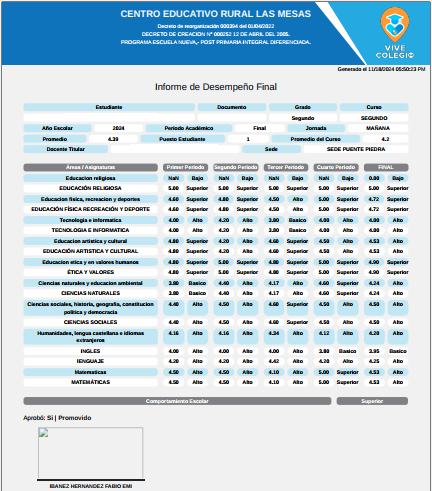 CENTRO EDUCATIVO RURAL LAS MESAS
Decreto de reorganización 000394 del 01/04/2022
DECRETO DE CREACION Nº 000252 12 DE ABRIL DEL 2005.
PROGRAMA ESCUELA NUEVA,- POST PRIMARIA INTEGRAL DIFERENCIADA.
VIVE
COLEGIO
Generado el 11/18/2024 05:50:23 PM
Informe de Desempeño Final
Estudiante Documento Grado Curso
Segundo SEGUNDO
Año Escolar 2024 Periodo Académico Final Jornada MAÑANA
Promedio 4.39 Puesto Estudiante 1 Promedio del Curso 4.2
Docente Titular Sede SEDE PUENTE PIEDRA
Áreas / Asignaturas Primer Periodo Segundo Periodo Tercer Periodo Cuarto Periodo FINAL
Educacion religiosa NaN Bajo NaN Bajo NaN Bajo NaN Bajo 0.00 Bajo
EDUCACIÓN RELIGIOSA 5.00 Superior 5.00 Superior 5.00 Superior 5.00 Superior 5.00 Superior
Educacion fisica, recreacion y deportes 4.60 Superior 4.80 Superior 4.50 Alto 5.00 Superior 4.72 Superior
EDUCACIÓN FÍSICA RECREACIÓN Y DEPORTE 4.60 Superior 4.80 Superior 4.50 Alto 5.00 Superior 4.72 Superior
Tecnologia e informatica 4.00 Alto 4.20 Alto 3.80 Basico 4.00 Alto 4.00 Alto
TECNOLOGIA E INFORMATICA 4.00 Alto 4.20 Alto 3.80 Basico 4.00 Alto 4.00 Alto
Educacion artistica y cultural 4.80 Superior 4.20 Alto 4.60 Superior 4.50 Alto 4.53 Alto
EDUCACIÓN ARTÍSTICA Y CULTURAL 4.80 Superior 4.20 Alto 4.60 Superior 4.50 Alto 4.53 Alto
Educacion etica y en valores humanos 4.80 Superior 5.00 Superior 4.80 Superior 5.00 Superior 4.90 Superior
ÉTICA Y VALORES 4.80 Superior 5.00 Superior 4.80 Superior 5.00 Superior 4.90 Superior
Ciencias naturales y educacion ambiental 3.80 Basico 4.40 Alto 4.17 Alto 4.60 Superior 4.24 Alto
CIENCIAS NATURALES 3.80 Basico 4.40 Alto 4.17 Alto 4.60 Superior 4.24 Alto
Ciencias sociales, historia, geografia, constitucion 4.40 Alto 4.50 Alto 4.60 Superior 4.50 Alto 4.50 Alto
politica y democracia
CIENCIAS SOCIALES 4.40 Alto 4.50 Alto 4.60 Superior 4.50 Alto 4.50 Alto
Humanidades, lengua castellana e idiomas 4.16 Alto 4.16 Alto 4.34 Alto 4.12 Alto 4.20 Alto
extranjeros
INGLES 4.00 Alto 4.00 Alto 4.00 Alto 3.80 Basico 3.95 Basico
lENGUAJE 4.20 Alto 4.20 Alto 4.42 Alto 4.20 Alto 4.25 Alto
Matematicas 4.50 Alto 4.50 Alto 4.10 Alto 5.00 Superior 4.53 Alto
MATEMÁTICAS 4.50 Alto 4.50 Alto 4.10 Alto 5.00 Superior 4.53 Alto
Comportamiento Escolar Superior
Aprobó: Si | Promovido
IBANEZ HERNANDEZ FABIO EMI